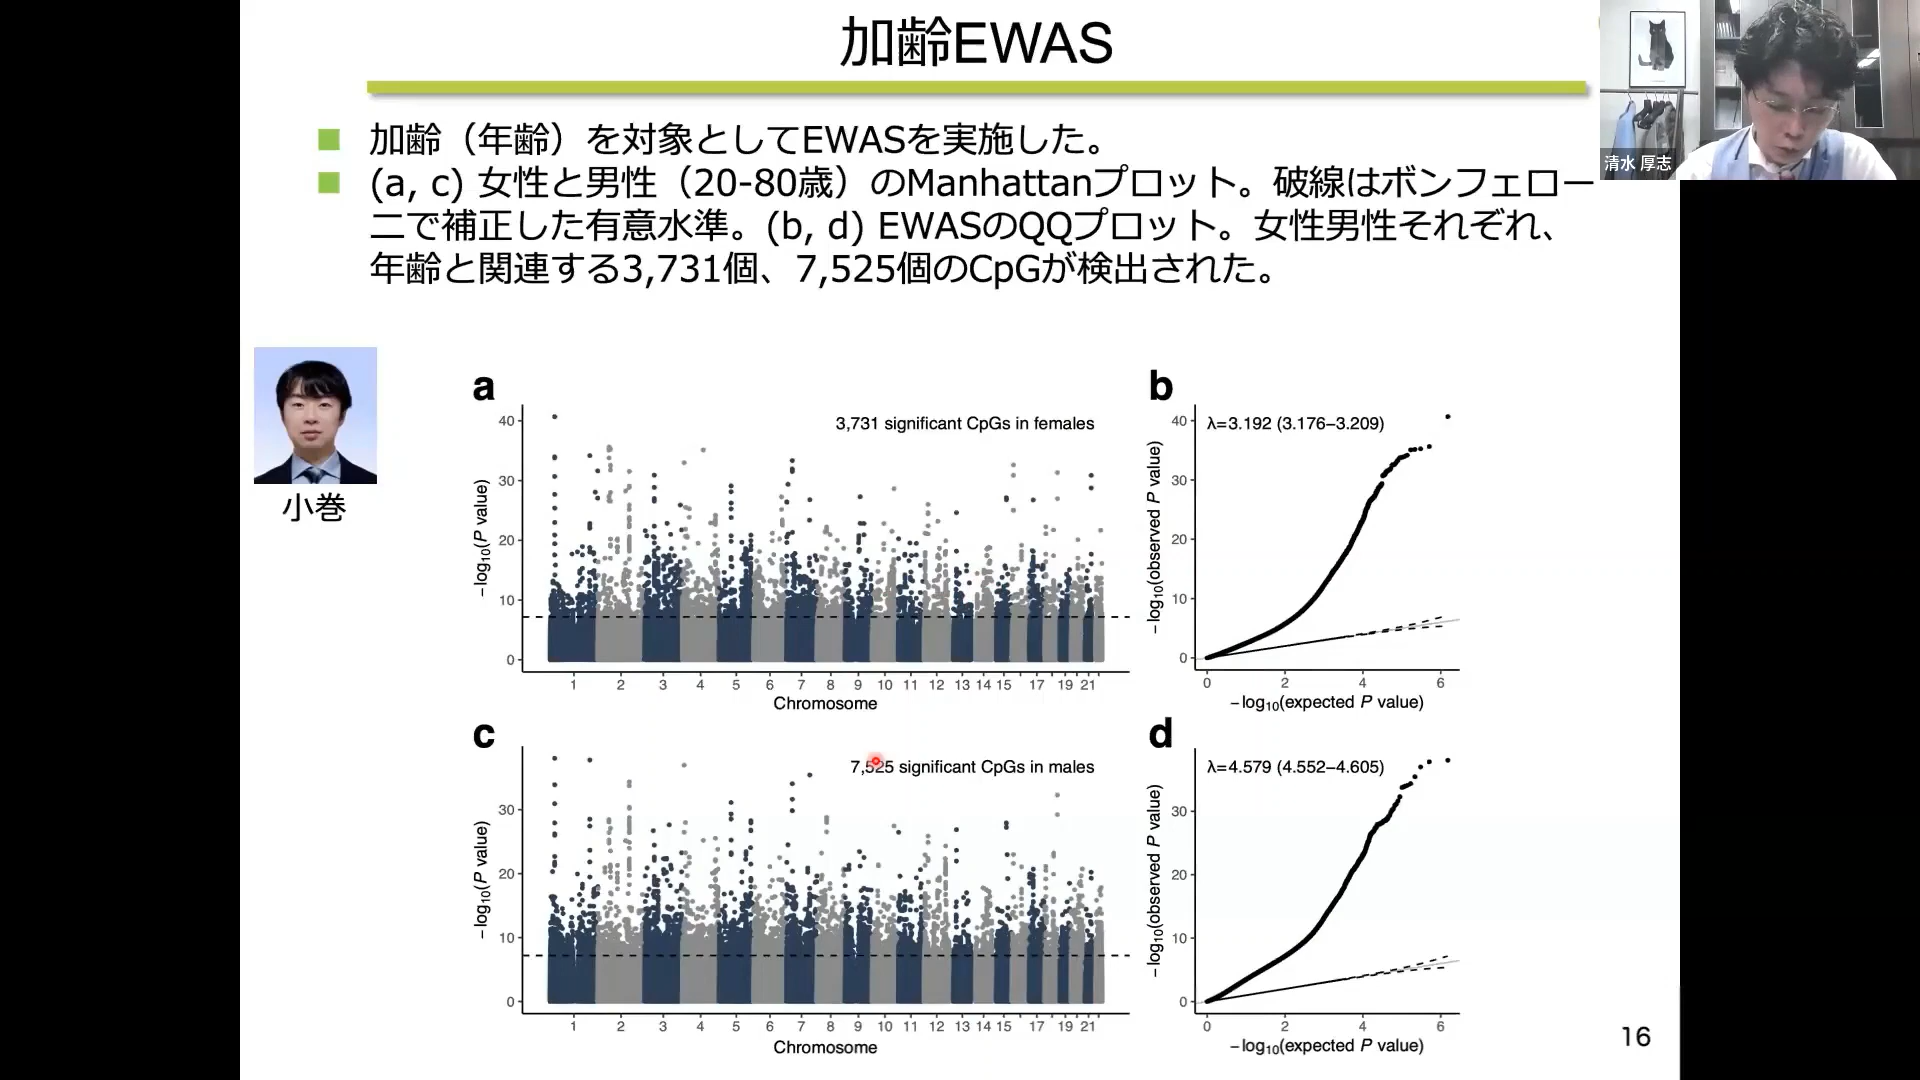 加齢EWAS
加齢（年齢）を対象としてEWASを実施した。
(a, c) 女性と男性（20-80歳）のManhattanプロット。破線はボンフェロー
ニで補正した有意水準。(b, d) EWASのQQプロット。女性男性それぞれ、
年齢と関連する3,731個、7,525個のCpGが検出された。
清水 厚志
小巻
a
3,731 significant CpGs in females
−log10(P value)
40
30
20
10
0
1 2 3 4 5 6 7 8 9 10 11 12 13 14 15 17 19 21
Chromosome
b
λ=3.192 (3.176−3.209)
−log10(observed P value)
40
30
20
10
0
0 2 4 6
−log10(expected P value)
c
7,525 significant CpGs in males
−log10(P value)
30
20
10
0
1 2 3 4 5 6 7 8 9 10 11 12 13 14 15 17 19 21
Chromosome
d
λ=4.579 (4.552−4.605)
−log10(observed P value)
30
20
10
0
0 2 4 6
−log10(expected P value)
16